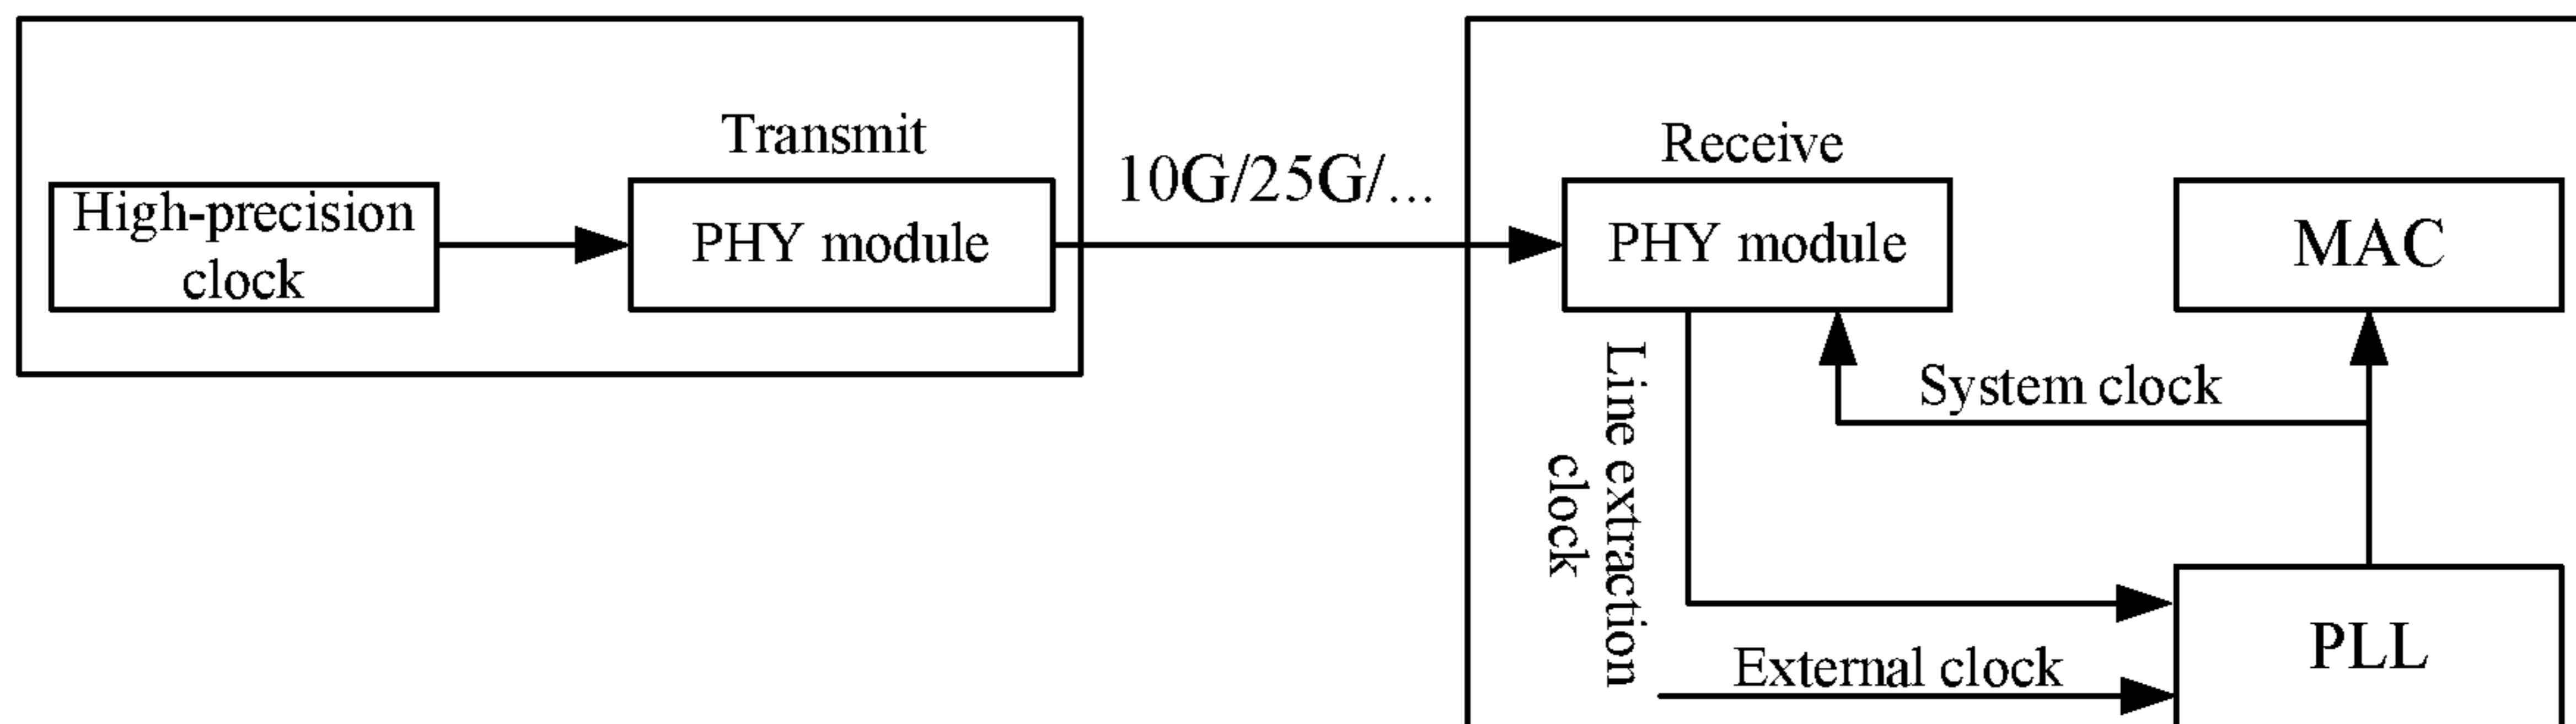 Transmit
High-precision
clock
PHY module
10G/25G/...
Receive
PHY module
MAC
System clock
Line extraction
clock
External clock
PLL